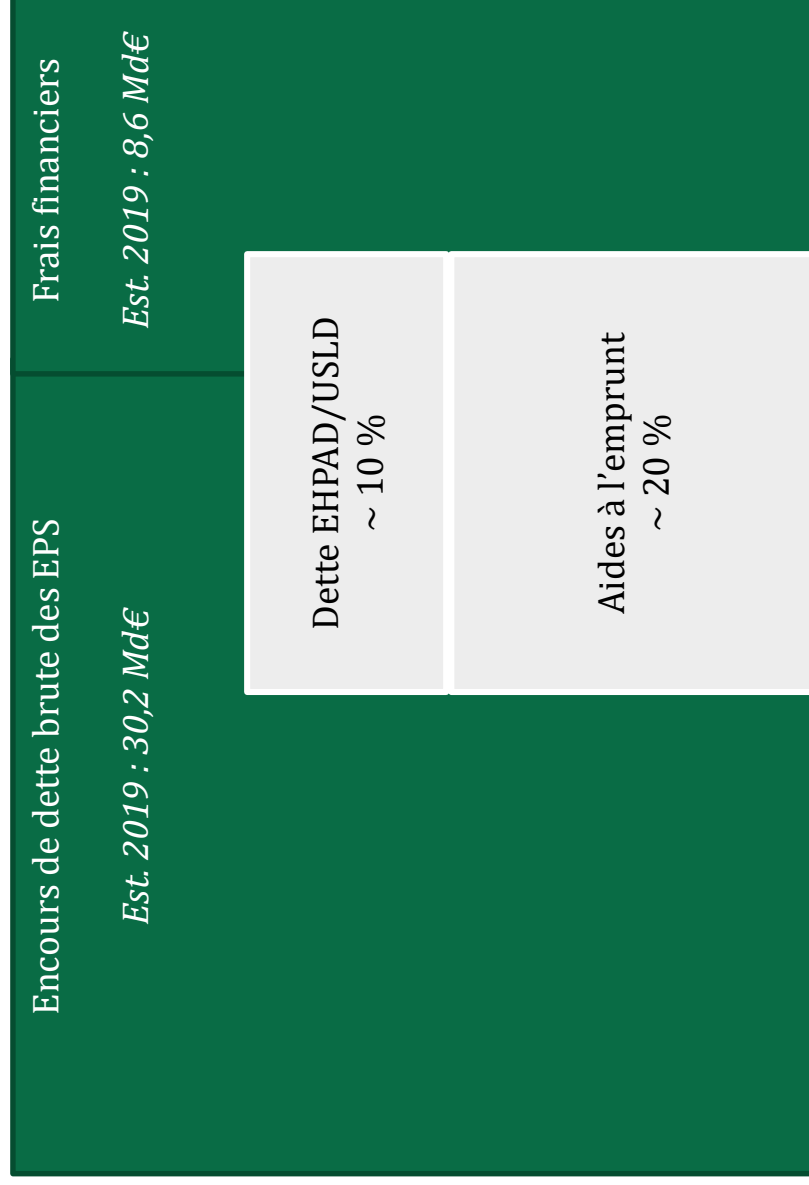 Encours de dette brute des EPS
Est. 2019 : 30,2 Md€
Frais financiers
Est. 2019 : 8,6 Md€
Dette EHPAD/USLD
~ 10 %
Aides à l’emprunt
~ 20 %